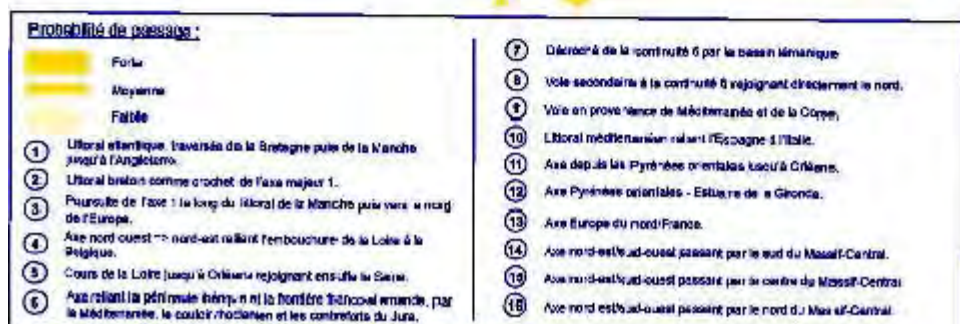 Probabilité de passage :
Forte
Moyenne
Faible
1 Littoral atlantique, traversée de la Bretagne puis de la Manche
jusqu'à l'Angleterre.
2 Littoral breton comme crochet de l'axe majeur 1.
3 Poursuite de l'axe 1 le long du littoral de la Manche puis vers le nord
de l'Europe.
4 Axe nord ouest => nord-est reliant l'embouchure de la Loire à la
Belgique.
5 Cours de la Loire jusqu'à Orléans rejoignant ensuite la Seine.
6 Axe reliant la péninsule ibérique et la frontière franco-allemande, par
la Méditerranée, le couloir rhodanien et les contreforts du Jura.
7 Décroché de la continuité 6 par le bassin lémanique
8 Voie secondaire à la continuité 6 rejoignant directement le nord.
9 Voie en provenance de Méditerranée et de la Corse.
10 Littoral méditerranéen reliant l'Espagne à l'Italie.
11 Axe depuis les Pyrénées orientales jusqu'à Orléans.
12 Axe Pyrénées orientales - Estuaire de la Gironde.
13 Axe Europe du nord/France.
14 Axe nord-est/sud-ouest passant par le sud du Massif-Central.
15 Axe nord-est/sud-ouest passant par le centre du Massif-Central
16 Axe nord est/sud-ouest passant par le nord du Massif-Central.